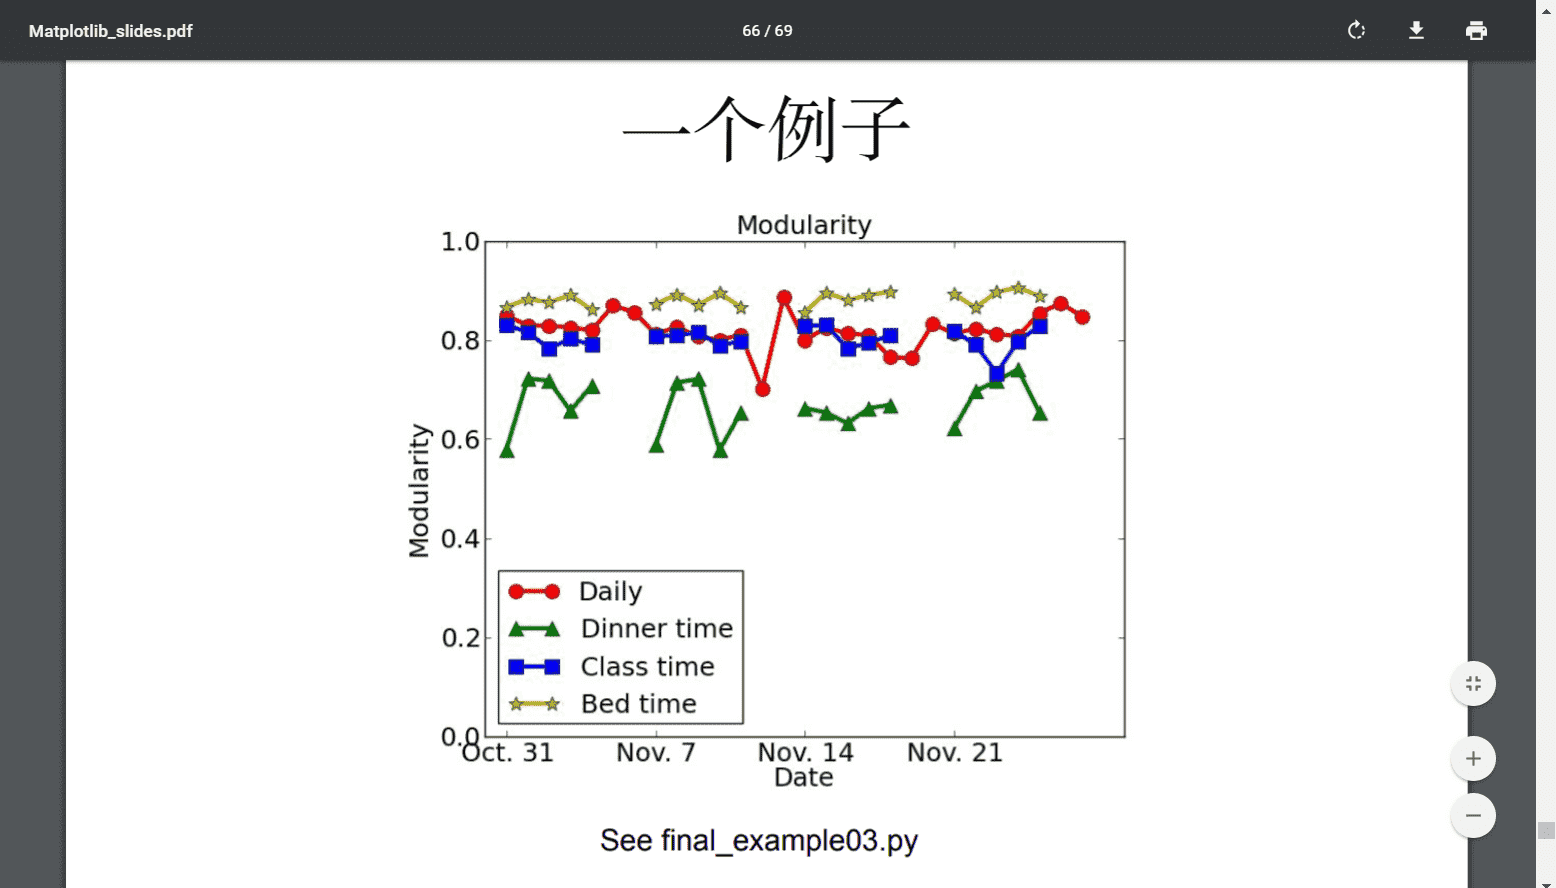 Matplotlib_slides.pdf
66 / 69
一个例子
Modularity
1.0
0.8
0.6
0.4
0.2
0.0
Modularity
Daily
Dinner time
Class time
Bed time
Oct. 31 Nov. 7 Nov. 14 Nov. 21
Date
See final_example03.py